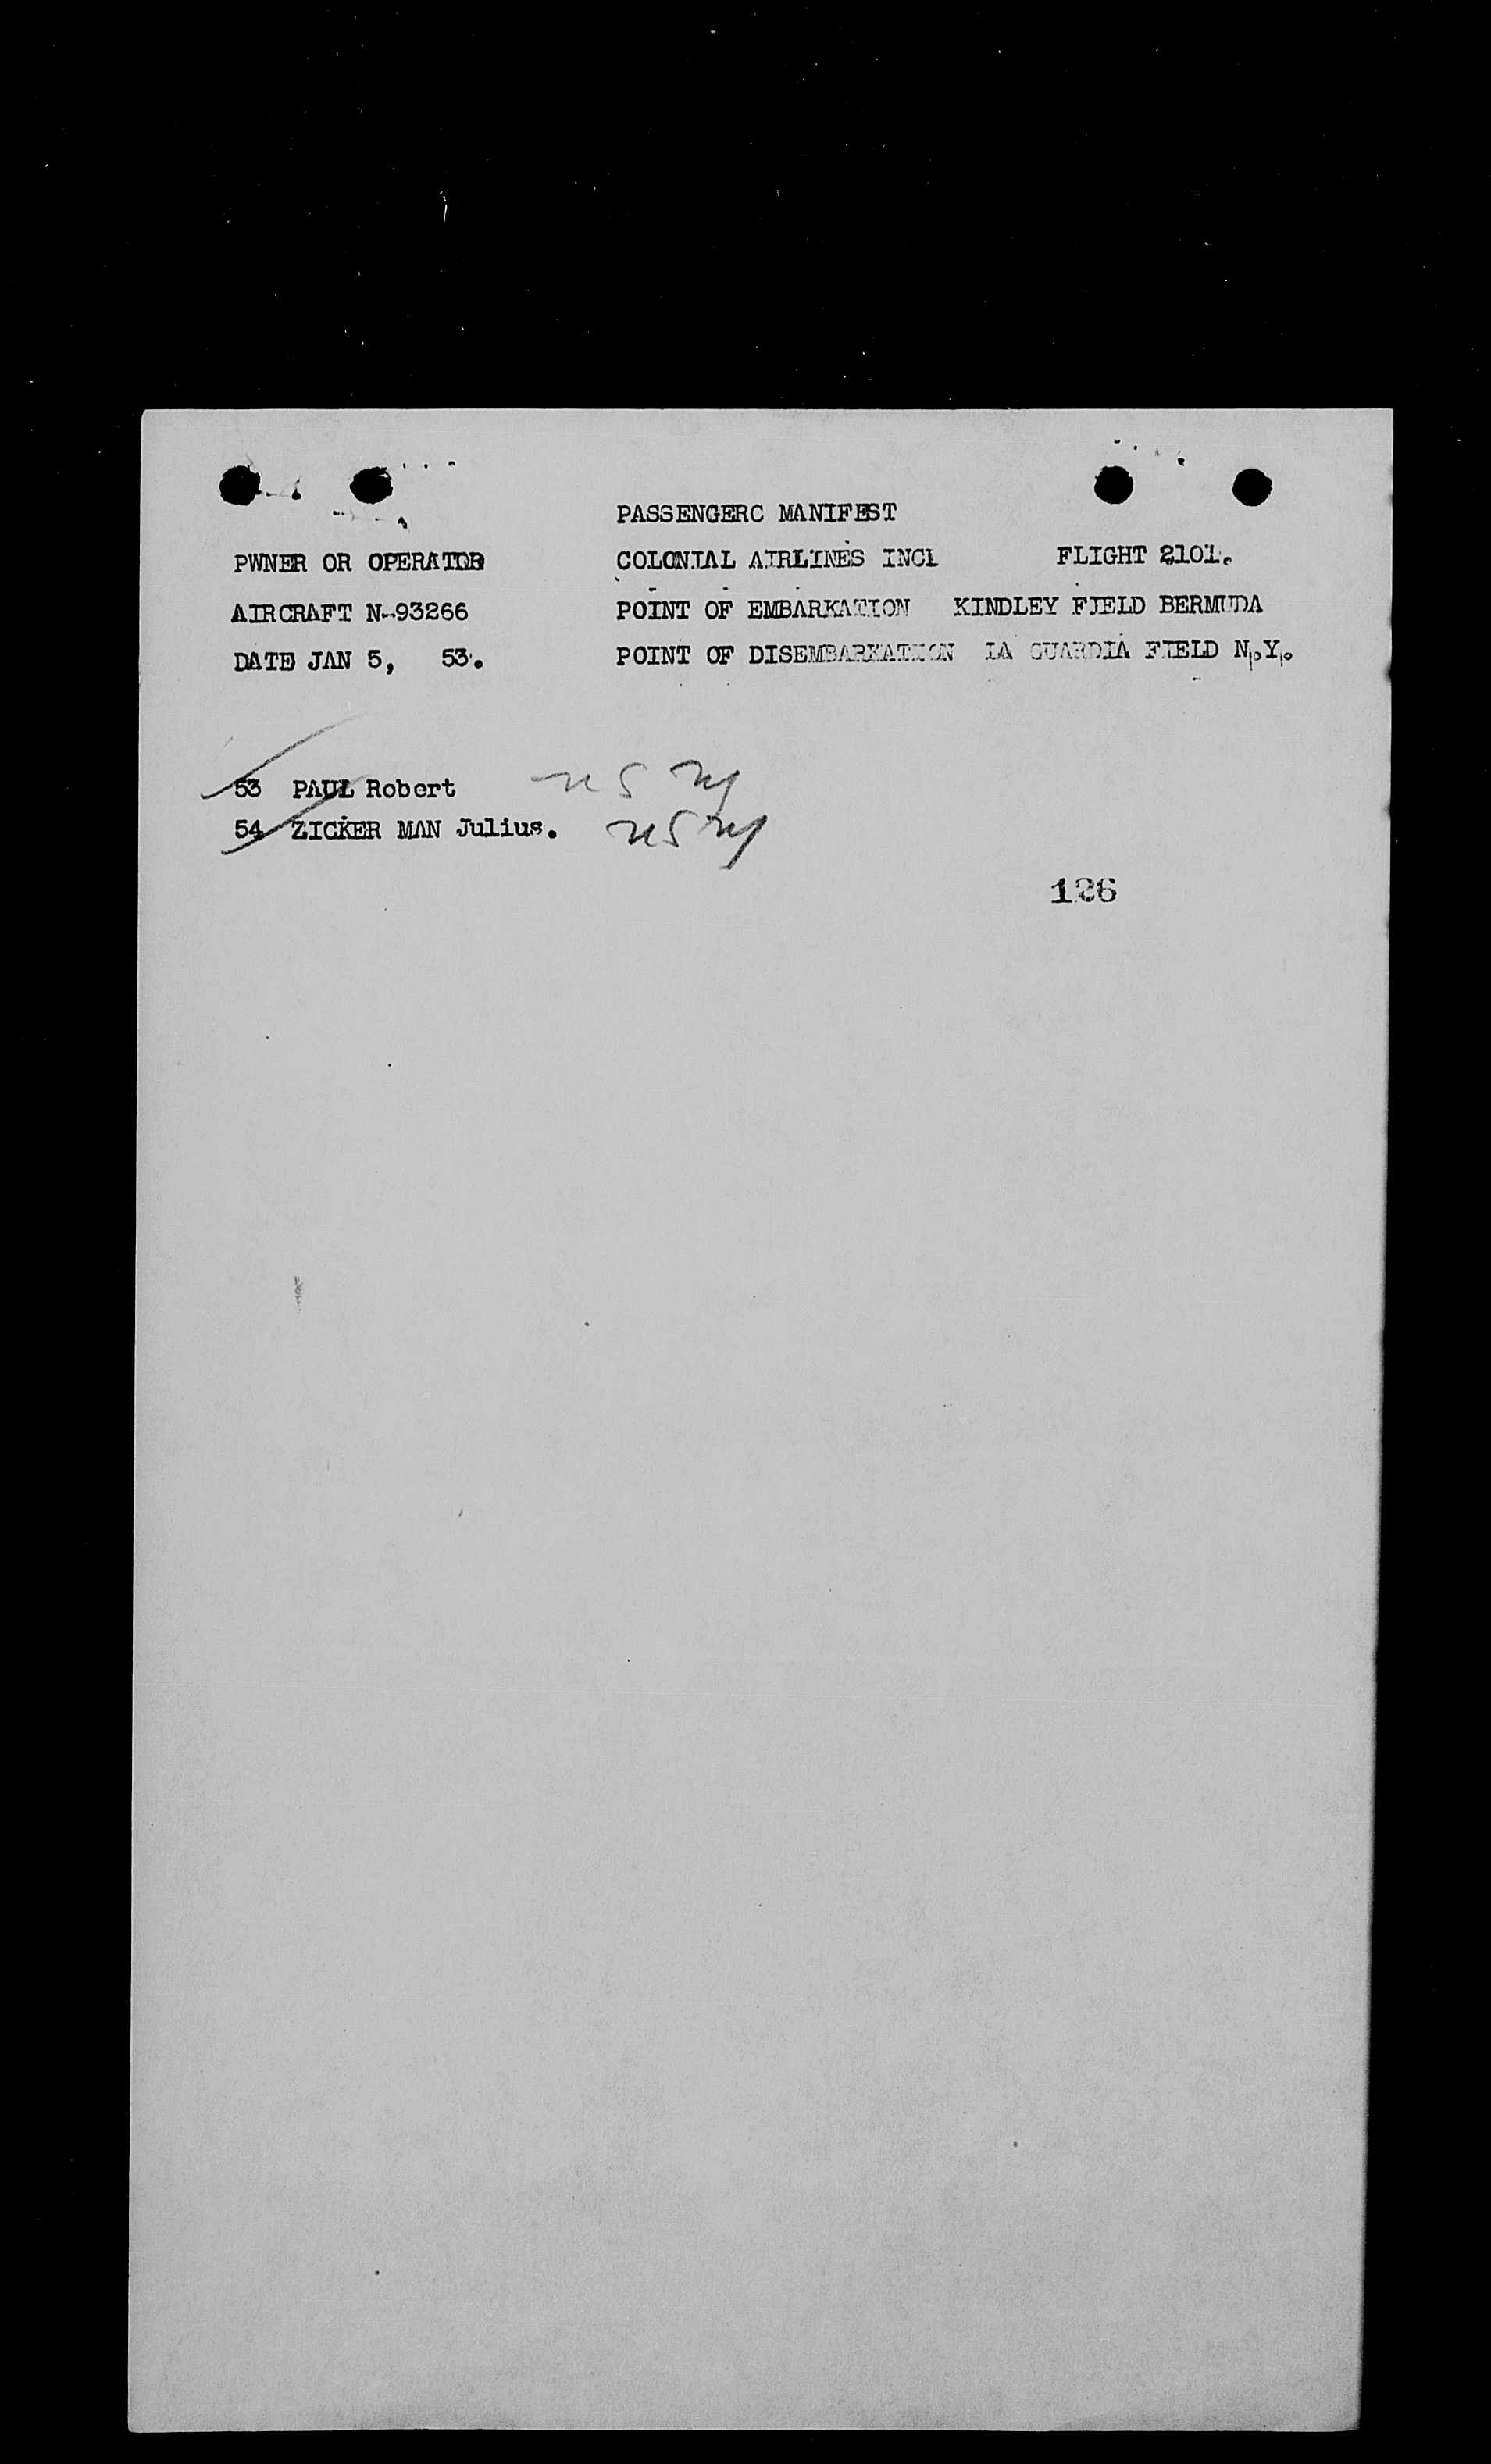 PASSENGERC MANIFEST
PWNER OR OPERATOR COLONIAL AIRLINES INCl FLIGHT 2101.
AIRCRAFT N-93266 POINT OF EMBARKATION KINDLEY FIELD BERMUDA
DATE JAN 5, 53. POINT OF DISEMBARKATION LA GUARDIA FIELD N.Y.
53 PAUL Robert
54 ZICKER MAN Julius.
126